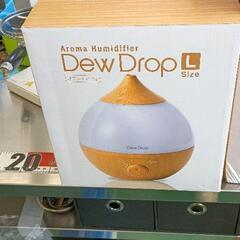 Aroma Humidifier
Dew Drop L
Size
Dew Drop
20